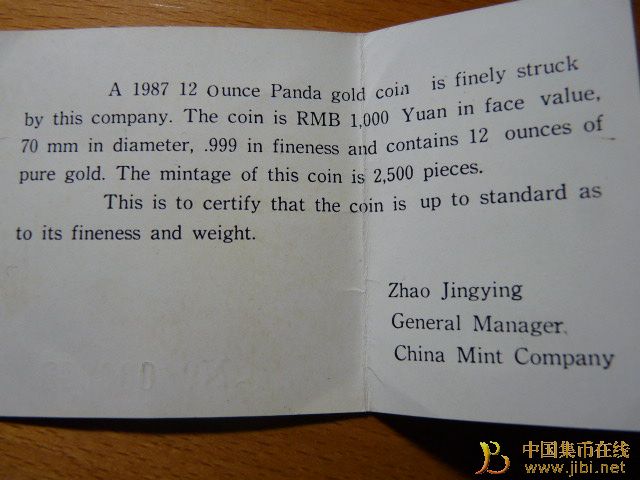 A 1987 12 Ounce Panda gold coin is finely struck
by this company. The coin is RMB 1,000 Yuan in face value,
70 mm in diameter, .999 in fineness and contains 12 ounces of
pure gold. The mintage of this coin is 2,500 pieces.
This is to certify that the coin is up to standard as
to its fineness and weight.
Zhao Jingying
General Manager
China Mint Company
中国集币在线
www.jibi.net